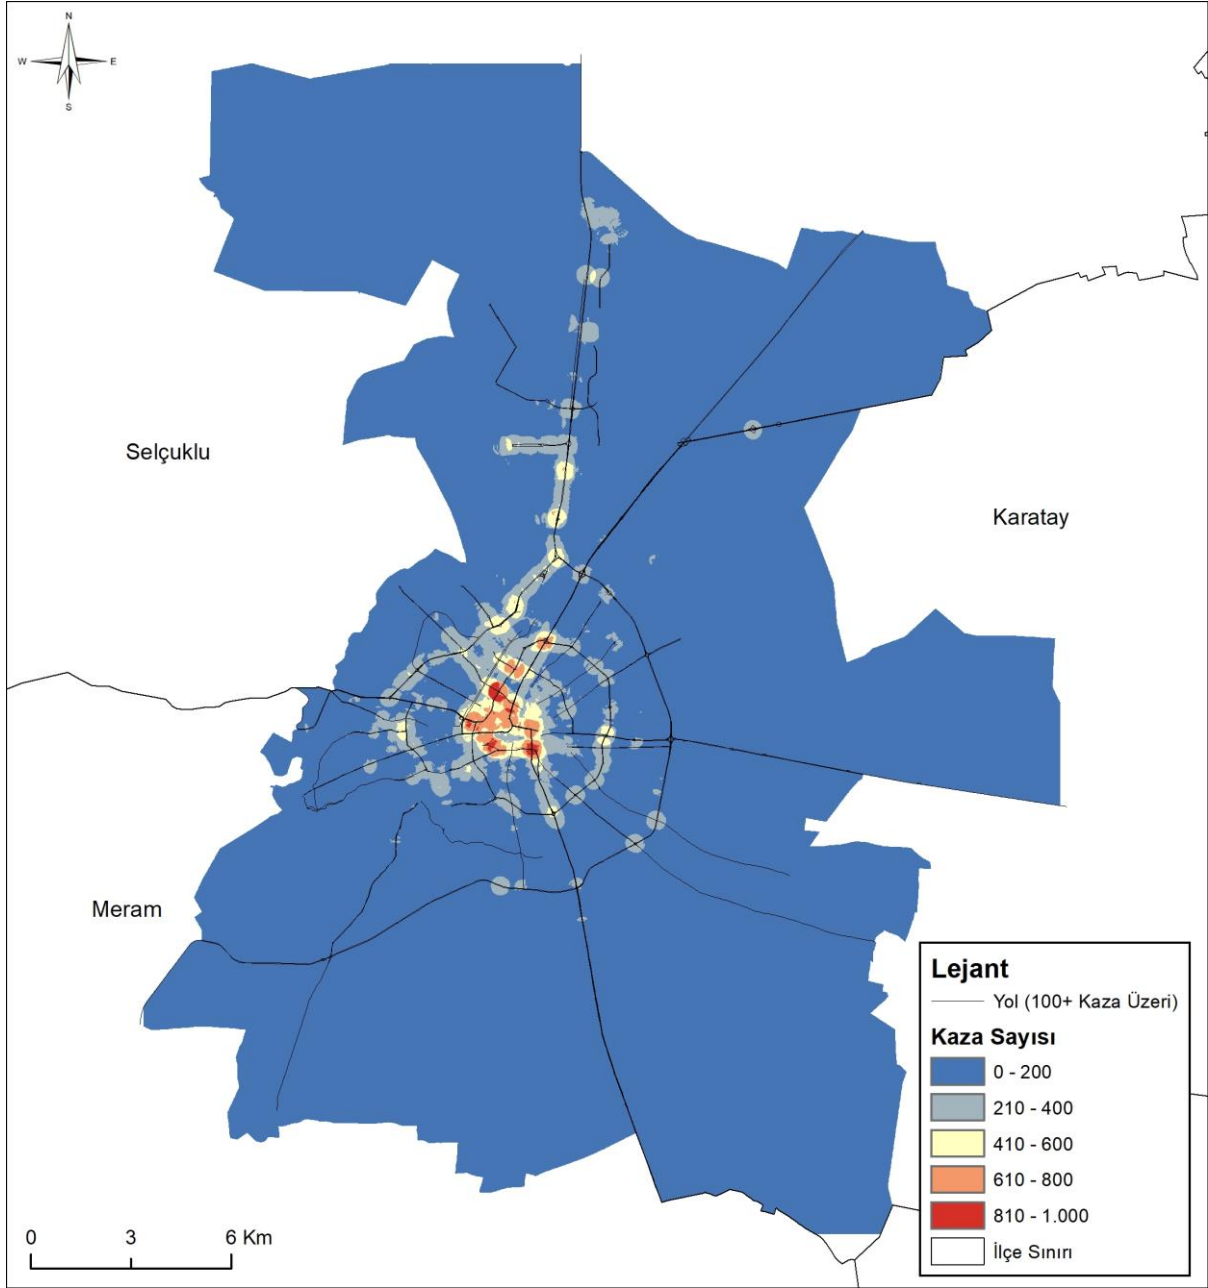 N
W E
S
Selçuklu
Karatay
Meram
Lejant
Yol (100+ Kaza Üzeri)
Kaza Sayısı
0 - 200
210 - 400
410 - 600
610 - 800
810 - 1.000
İlçe Sınırı
0 3 6 Km